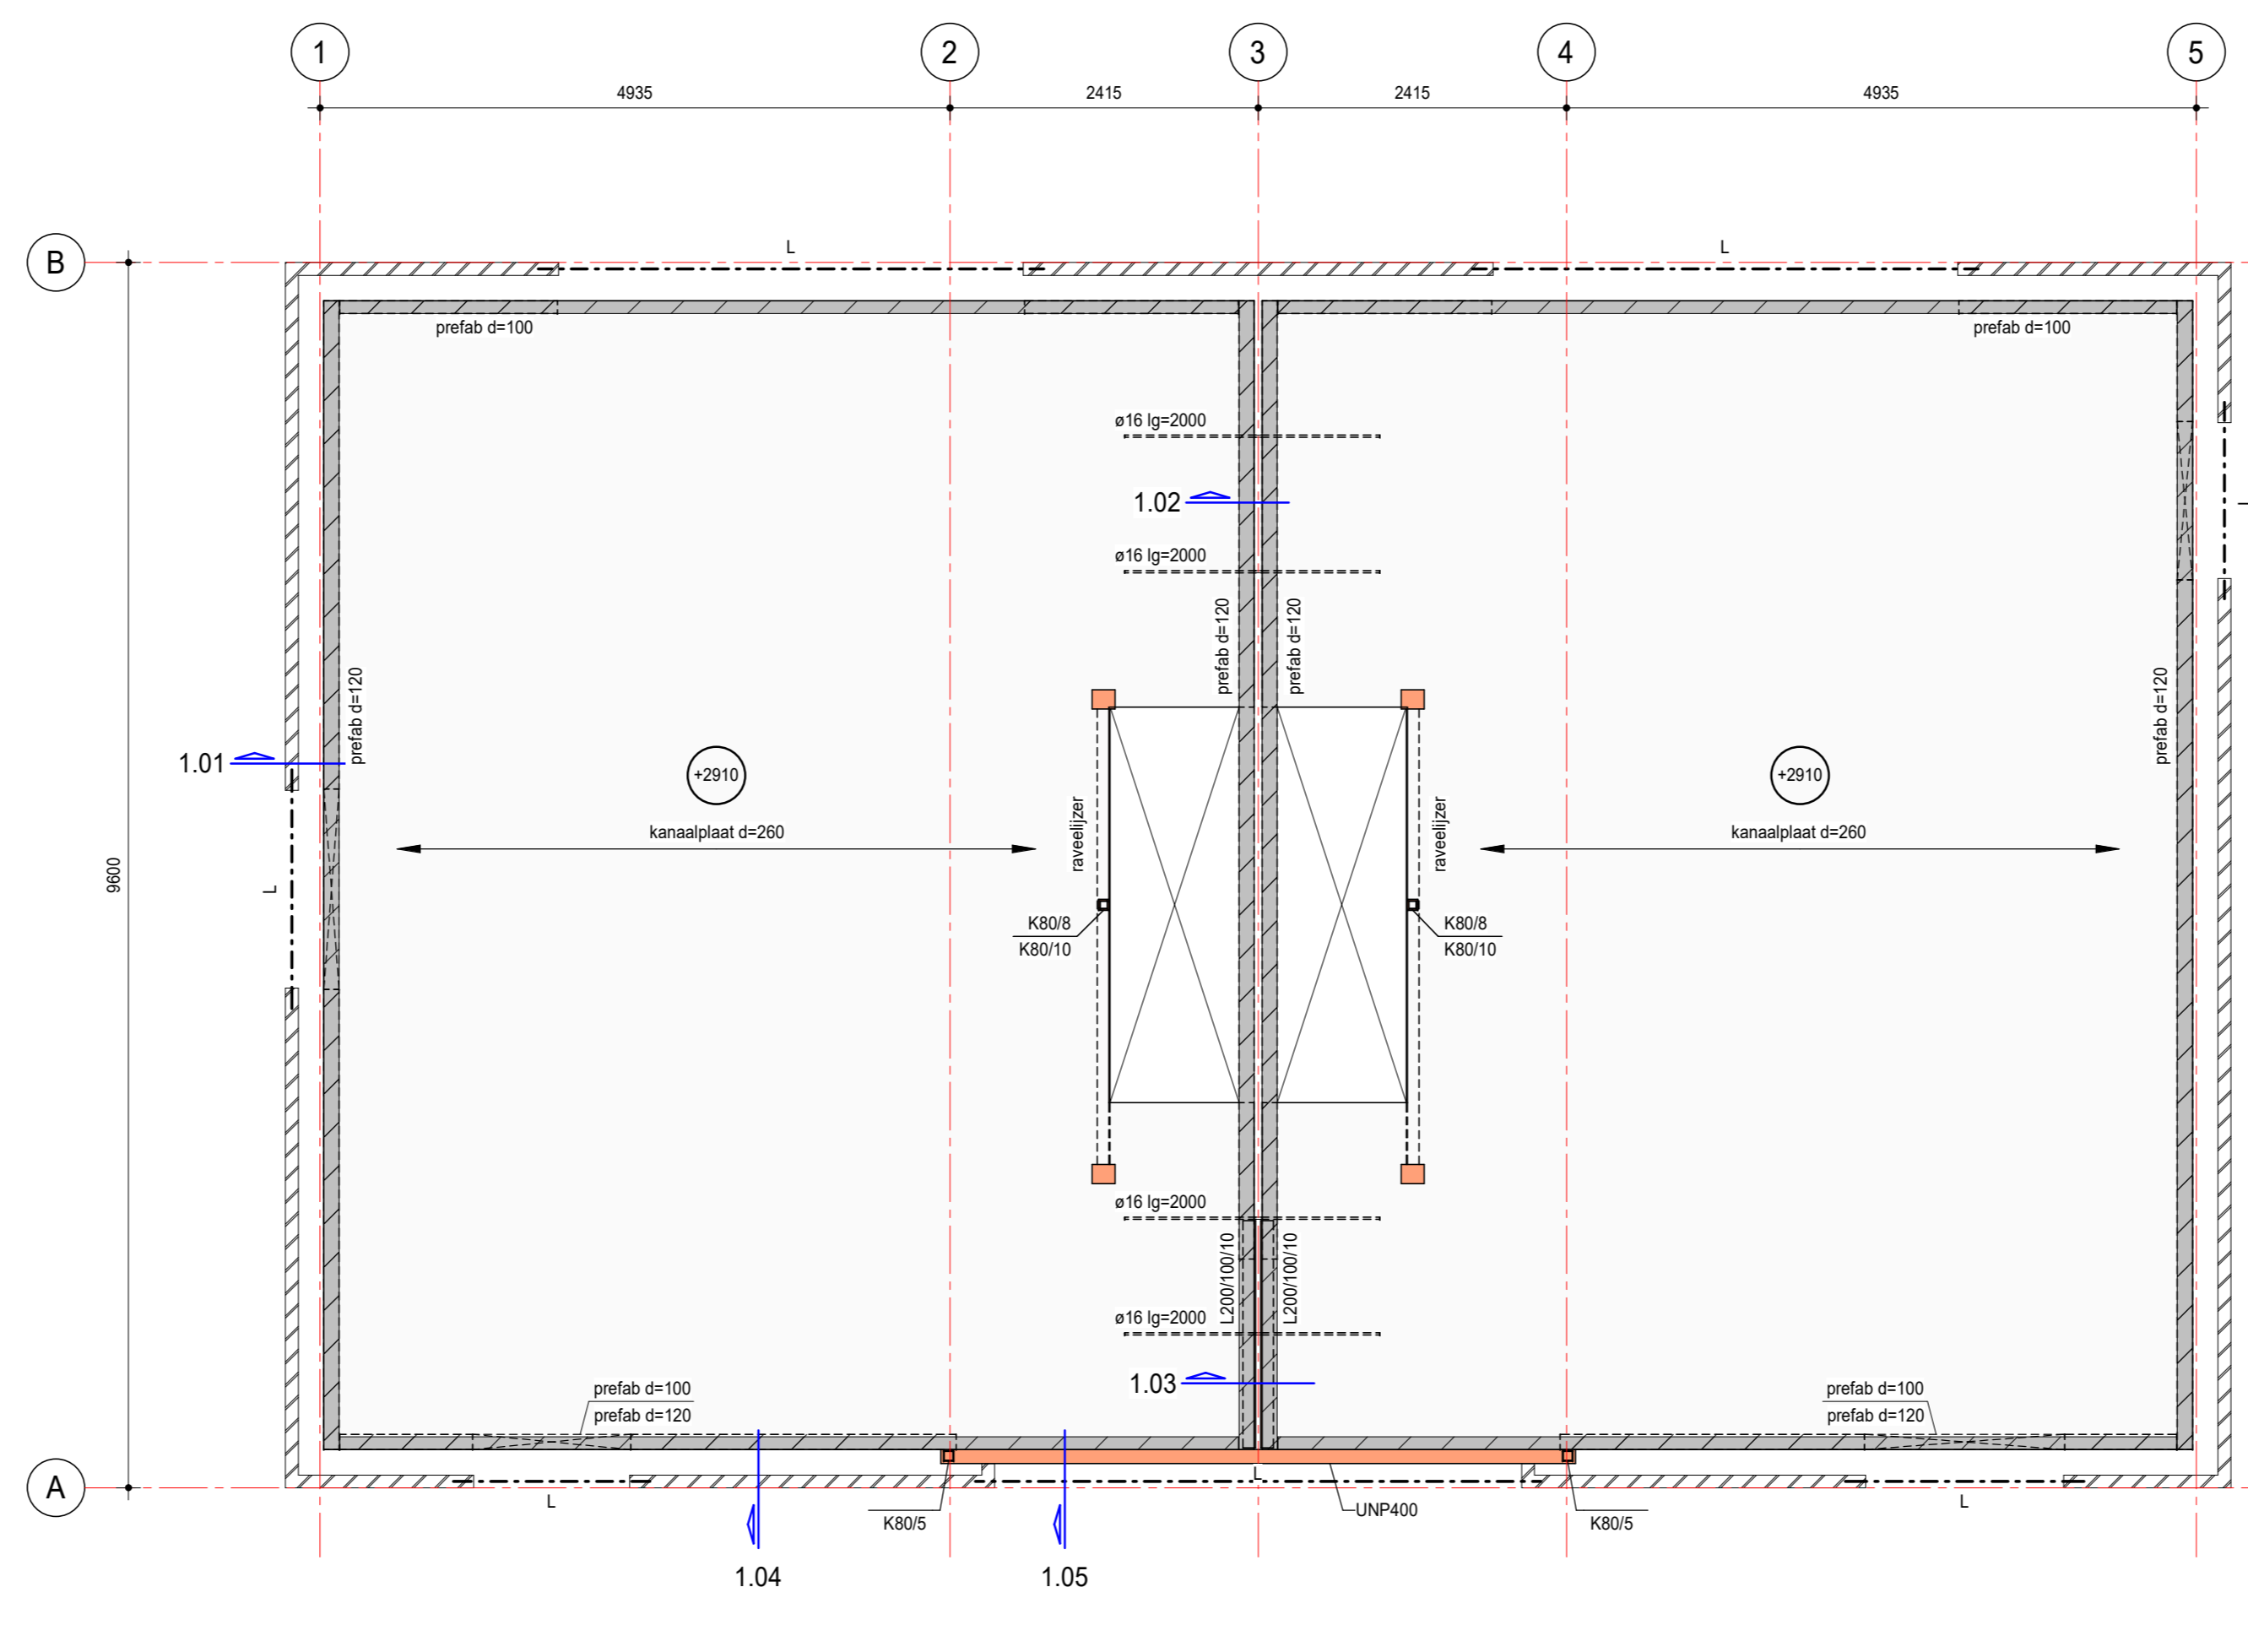 1 2 3 4 5
4935 2415 2415 4935
B
L L
prefab d=100 prefab d=100
ø16 lg=2000
1.02
ø16 lg=2000
prefab d=120 prefab d=120
prefab d=120 prefab d=120
1.01
+2910 +2910
raveelijzer raveelijzer
kanaalplaat d=260 kanaalplaat d=260
9600
L
K80/8 K80/8
K80/10 K80/10
ø16 lg=2000
L200/100/10 L200/100/10
ø16 lg=2000
1.03
prefab d=100 prefab d=100
prefab d=120 prefab d=120
A
L L L
K80/5 UNP400 K80/5
1.04 1.05